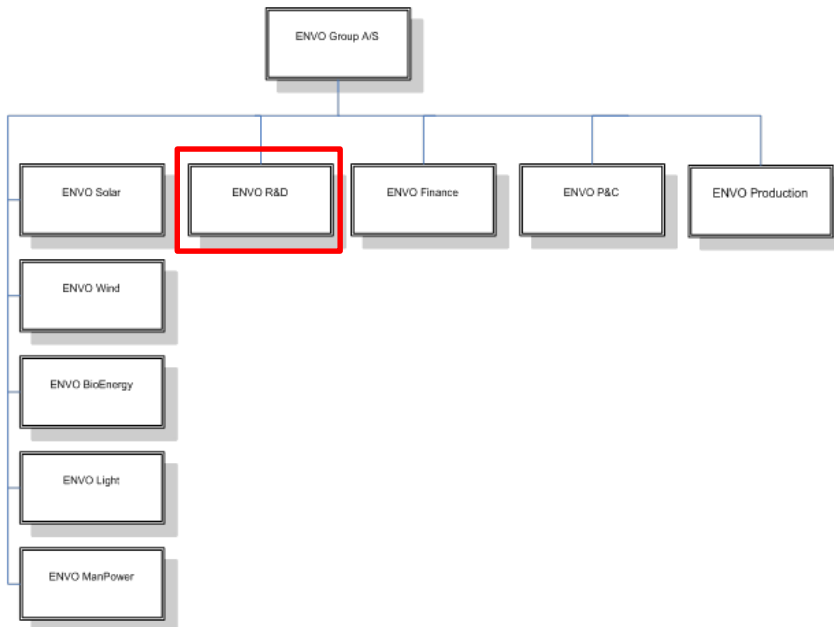 ENVO Group A/S
ENVO Solar
ENVO R&D
ENVO Finance
ENVO P&C
ENVO Production
ENVO Wind
ENVO BioEnergy
ENVO Light
ENVO ManPower